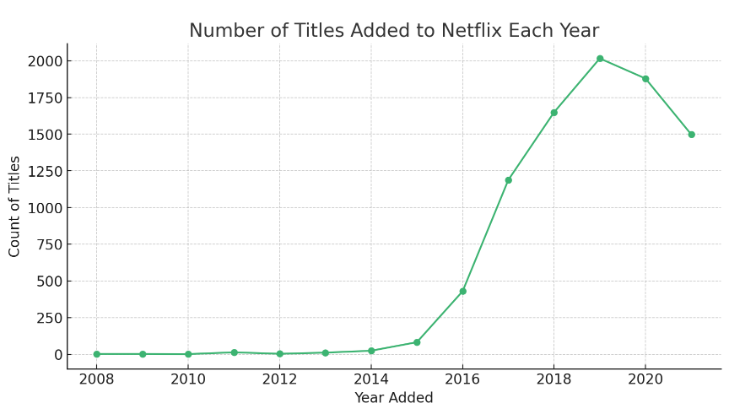 Number of Titles Added to Netflix Each Year
Count of Titles
2000
1750
1500
1250
1000
750
500
250
0
2008 2010 2012 2014 2016 2018 2020
Year Added